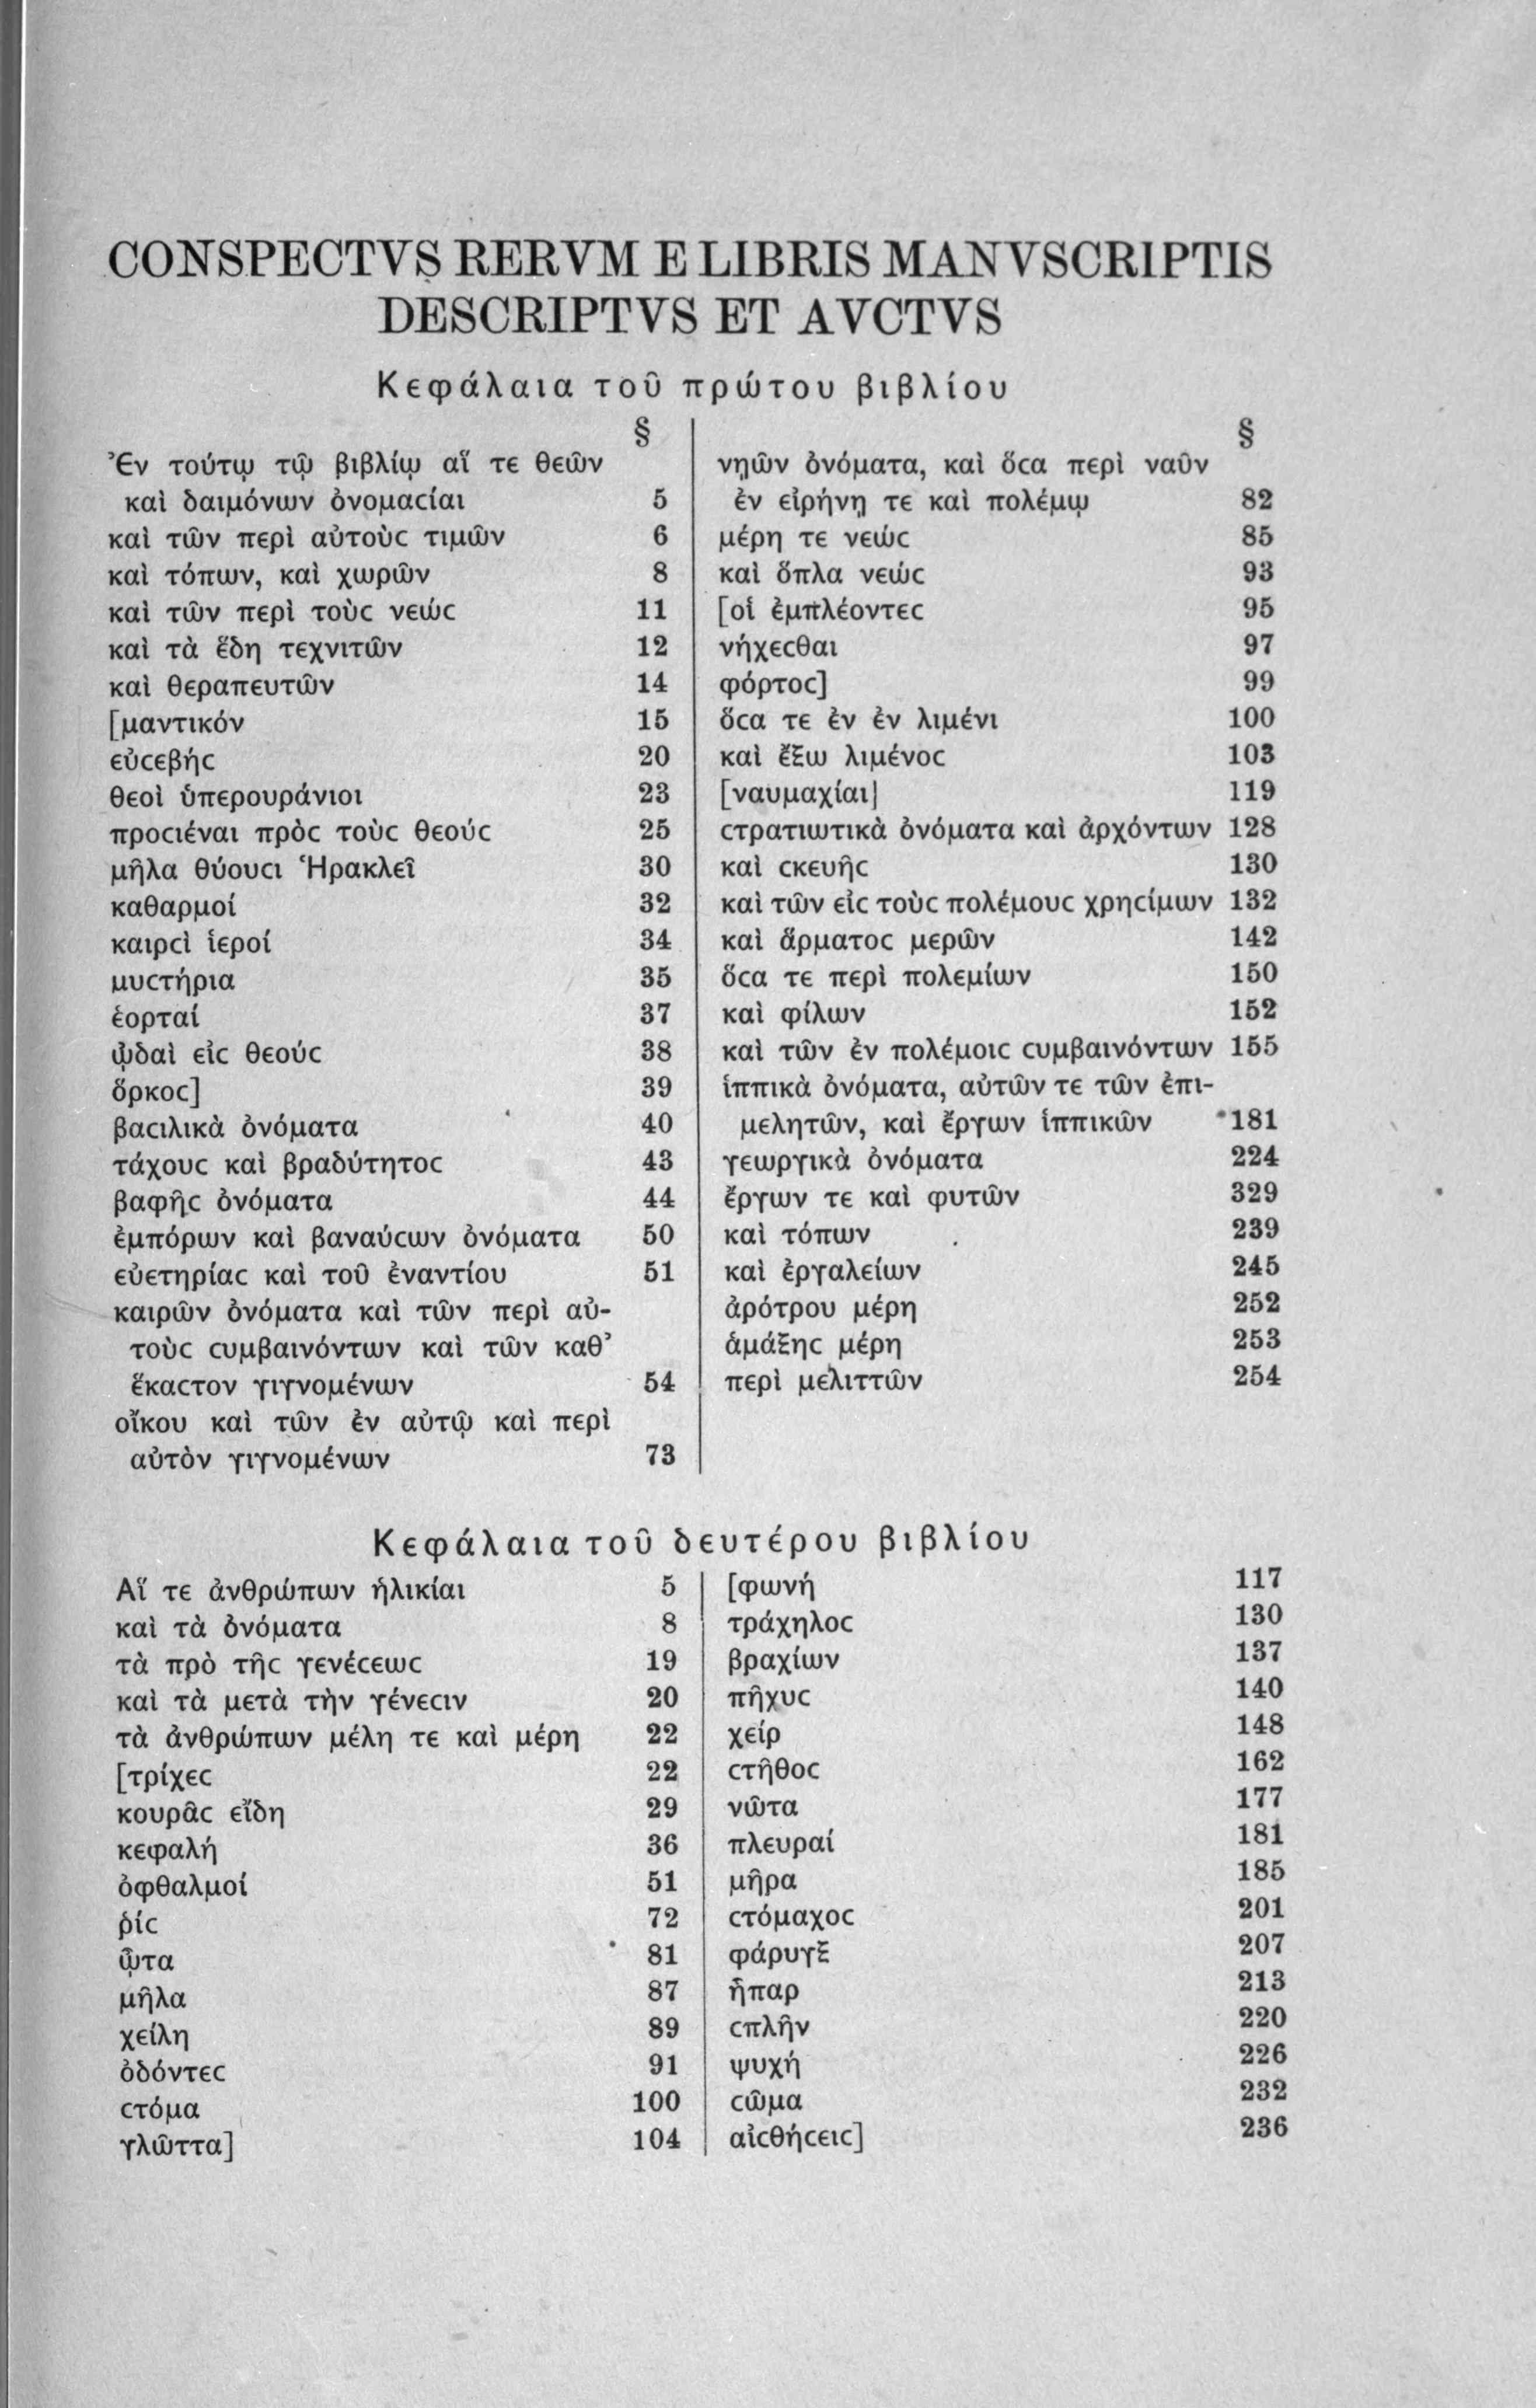 CONSPECTVS RERVM E LIBRIS MANVSCRIPTIS
DESCRIPTVS ET AVCTVS
Κεφάλαια τοῦ πρώτου βιβλίου
§
Ἐν τούτῳ τῷ βιβλίῳ αἵ τε θεῶν
καὶ δαιμόνων ὀνομαϲίαι 5
καὶ τῶν περὶ αὐτοὺϲ τιμῶν 6
καὶ τόπων, καὶ χωρῶν 8
καὶ τῶν περὶ τοὺϲ νεώϲ 11
καὶ τὰ ἕδη τεχνιτῶν 12
καὶ θεραπευτῶν 14
[μαντικόν 15
εὐϲεβήϲ 20
θεοὶ ὑπερουράνιοι 23
προϲιέναι πρὸϲ τοὺϲ θεούϲ 25
μῆλα θύουϲι Ἡρακλεῖ 30
καθαρμοί 32
καιρϲὶ ἱεροί 34
μυϲτήρια 35
ἑορταί 37
ᾠδαὶ εἰϲ θεούϲ 38
ὅρκοϲ] 39
βαϲιλικὰ ὀνόματα 40
τάχουϲ καὶ βραδύτητοϲ 43
βαφῆϲ ὀνόματα 44
ἐμπόρων καὶ βαναύϲων ὀνόματα 50
εὐετηρίαϲ καὶ τοῦ ἐναντίου 51
καιρῶν ὀνόματα καὶ τῶν περὶ αὐ-
τοὺϲ ϲυμβαινόντων καὶ τῶν καθ’
ἕκαϲτον γιγνομένων 54
οἴκου καὶ τῶν ἐν αὐτῷ καὶ περὶ
αὐτὸν γιγνομένων 73
§
νηῶν ὀνόματα, καὶ ὅϲα περὶ ναῦν
ἐν εἰρήνῃ τε καὶ πολέμῳ 82
μέρη τε νεώϲ 85
καὶ ὅπλα νεώϲ 93
[οἱ ἐμπλέοντεϲ 95
νήχεϲθαι 97
φόρτοϲ] 99
ὅϲα τε ἐν ἐν λιμένι 100
καὶ ἔξω λιμένοϲ 103
[ναυμαχίαι] 119
ϲτρατιωτικὰ ὀνόματα καὶ ἀρχόντων 128
καὶ ϲκευῆϲ 130
καὶ τῶν εἰϲ τοὺϲ πολέμουϲ χρηϲίμων 132
καὶ ἅρματοϲ μερῶν 142
ὅϲα τε περὶ πολεμίων 150
καὶ φίλων 152
καὶ τῶν ἐν πολέμοιϲ ϲυμβαινόντων 155
ἱππικὰ ὀνόματα, αὐτῶν τε τῶν ἐπι-
μελητῶν, καὶ ἔργων ἱππικῶν 181
γεωργικὰ ὀνόματα 224
ἔργων τε καὶ φυτῶν 329
καὶ τόπων 239
καὶ ἐργαλείων 245
ἀρότρου μέρη 252
ἁμάξηϲ μέρη 253
περὶ μελιττῶν 254
Κεφάλαια τοῦ δευτέρου βιβλίου
Αἵ τε ἀνθρώπων ἡλικίαι 5
καὶ τὰ ὀνόματα 8
τὰ πρὸ τῆϲ γενέϲεωϲ 19
καὶ τὰ μετὰ τὴν γένεϲιν 20
τὰ ἀνθρώπων μέλη τε καὶ μέρη 22
[τρίχεϲ 22
κουρᾶϲ εἴδη 29
κεφαλή 36
ὀφθαλμοί 51
ῥίϲ 72
ᾦτα 81
μῆλα 87
χείλη 89
ὀδόντεϲ 91
ϲτόμα 100
γλῶττα] 104
[φωνή 117
τράχηλοϲ 130
βραχίων 137
πῆχυϲ 140
χείρ 148
ϲτῆθοϲ 162
νῶτα 177
πλευραί 181
μῆρα 185
ϲτόμαχοϲ 201
φάρυγξ 207
ἧπαρ 213
ϲπλῆν 220
ψυχή 226
ϲῶμα 232
αἰϲθήϲειϲ] 236